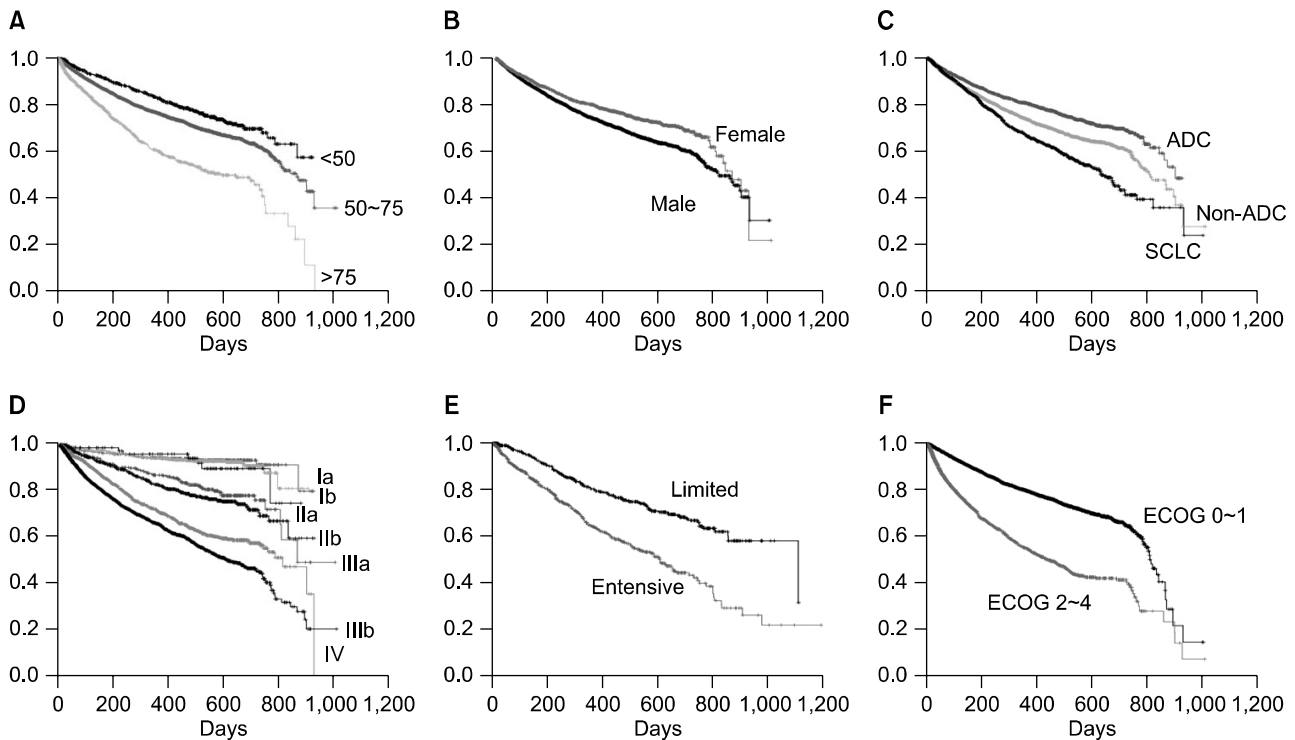 A
1.0
0.8
0.6
0.4
0.2
0.0
<50
50~75
>75
0 200 400 600 800 1,000 1,200
Days
B
1.0
0.8
0.6
0.4
0.2
0.0
Female
Male
0 200 400 600 800 1,000 1,200
Days
C
1.0
0.8
0.6
0.4
0.2
0.0
ADC
Non-ADC
SCLC
0 200 400 600 800 1,000 1,200
Days
D
1.0
0.8
0.6
0.4
0.2
0.0
Ia
Ib
IIa
IIb
IIIa
IIIb
IV
0 200 400 600 800 1,000 1,200
Days
E
1.0
0.8
0.6
0.4
0.2
0.0
Limited
Entensive
0 200 400 600 800 1,000 1,200
Days
F
1.0
0.8
0.6
0.4
0.2
0.0
ECOG 0~1
ECOG 2~4
0 200 400 600 800 1,000 1,200
Days